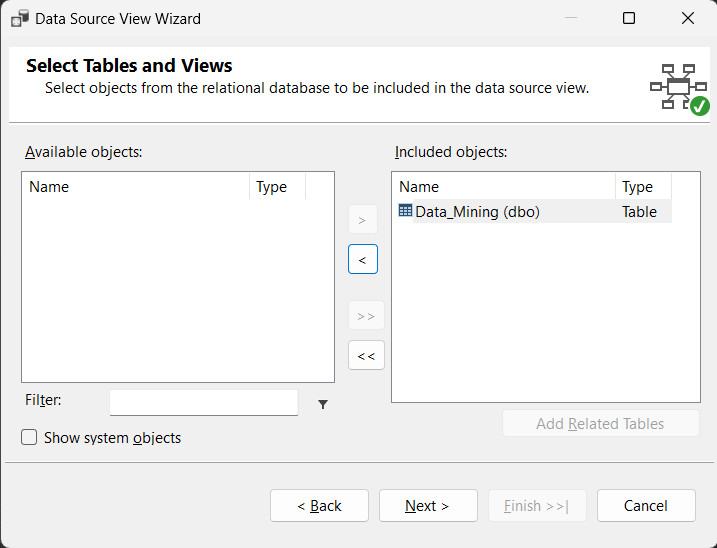 Data Source View Wizard
Select Tables and Views
Select objects from the relational database to be included in the data source view.
Available objects:
Name Type
>
<
>>
<<
Filter:
Show system objects
Included objects:
Name Type
Data_Mining (dbo) Table
Add Related Tables
< Back Next > Finish >>| Cancel